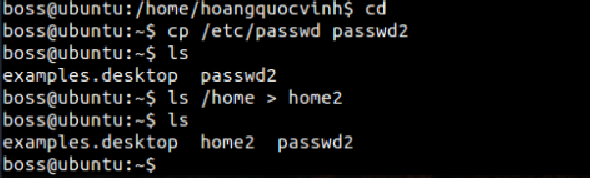 boss@ubuntu:/home/hoangquocvinh$ cd
boss@ubuntu:~$ cp /etc/passwd passwd2
boss@ubuntu:~$ ls
examples.desktop  passwd2
boss@ubuntu:~$ ls /home > home2
boss@ubuntu:~$ ls
examples.desktop  home2  passwd2
boss@ubuntu:~$